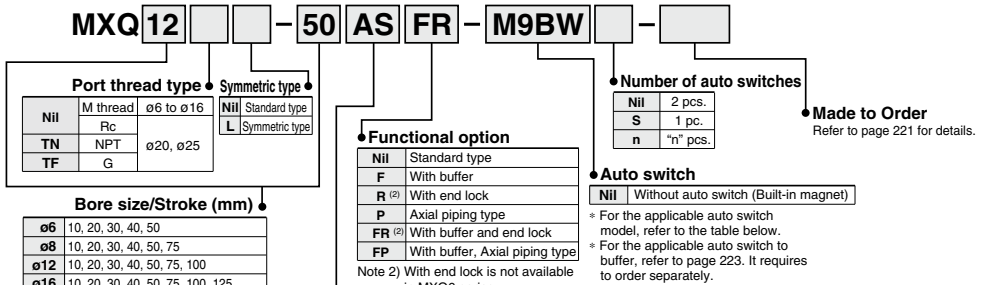 MXQ 12 - 50 AS FR - M9BW -
Port thread type
Nil M thread ø6 to ø16
Rc ø20, ø25
TN NPT
TF G
Symmetric type
Nil Standard type
L Symmetric type
Bore size/Stroke (mm)
ø6 10, 20, 30, 40, 50
ø8 10, 20, 30, 40, 50, 75
ø12 10, 20, 30, 40, 50, 75, 100
ø16 10, 20, 30, 40, 50, 75, 100, 125
Functional option
Nil Standard type
F With buffer
R (2) With end lock
P Axial piping type
FR (2) With buffer and end lock
FP With buffer, Axial piping type
Note 2) With end lock is not available
Number of auto switches
Nil 2 pcs.
S 1 pc.
n “n” pcs.
Auto switch
Nil Without auto switch (Built-in magnet)
* For the applicable auto switch
model, refer to the table below.
* For the applicable auto switch to
buffer, refer to page 223. It requires
to order separately.
Made to Order
Refer to page 221 for details.